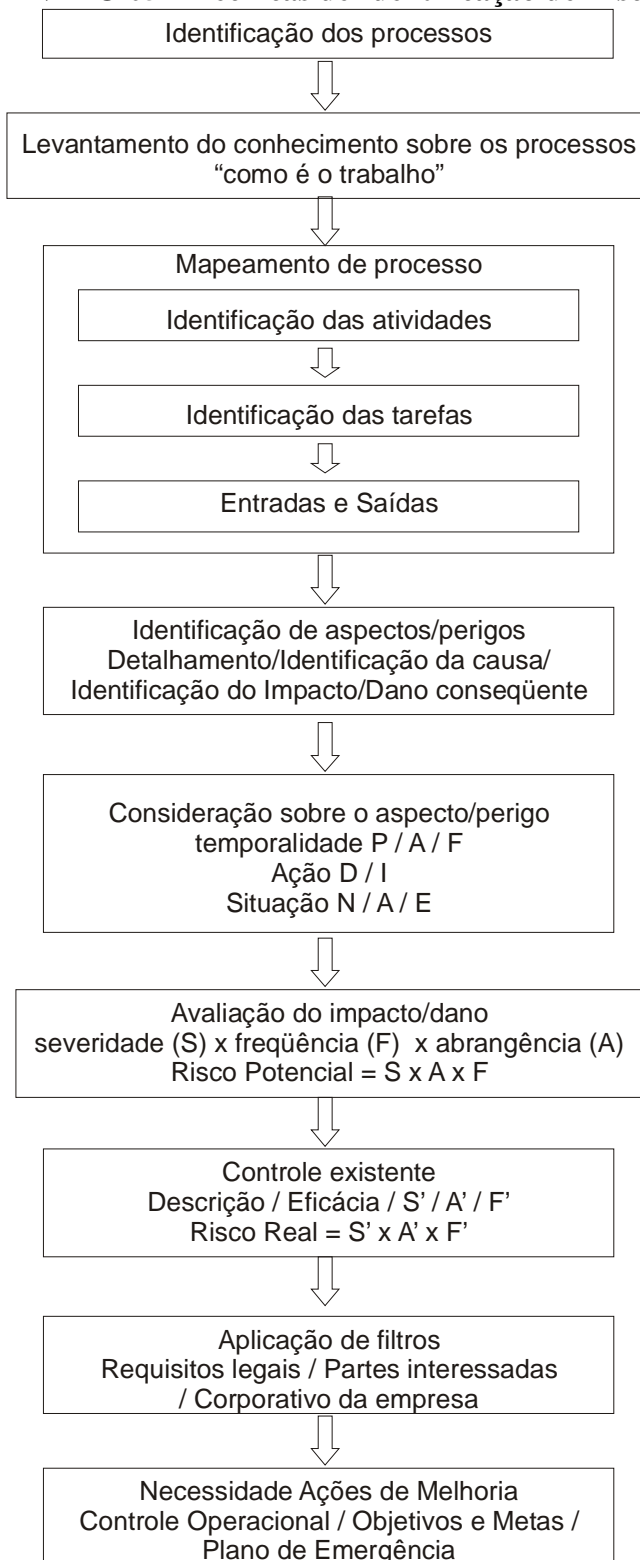 Identificação dos processos
Levantamento do conhecimento sobre os processos
“como é o trabalho”
Mapeamento de processo
Identificação das atividades
Identificação das tarefas
Entradas e Saídas
Identificação de aspectos/perigos
Detalhamento/Identificação da causa/
Identificação do Impacto/Dano conseqüente
Consideração sobre o aspecto/perigo
temporalidade P / A / F
Ação D / I
Situação N / A / E
Avaliação do impacto/dano
severidade (S) x freqüência (F) x abrangência (A)
Risco Potencial = S x A x F
Controle existente
Descrição / Eficácia / S’ / A’ / F’
Risco Real = S’ x A’ x F’
Aplicação de filtros
Requisitos legais / Partes interessadas
/ Corporativo da empresa
Necessidade Ações de Melhoria
Controle Operacional / Objetivos e Metas /
Plano de Emergência